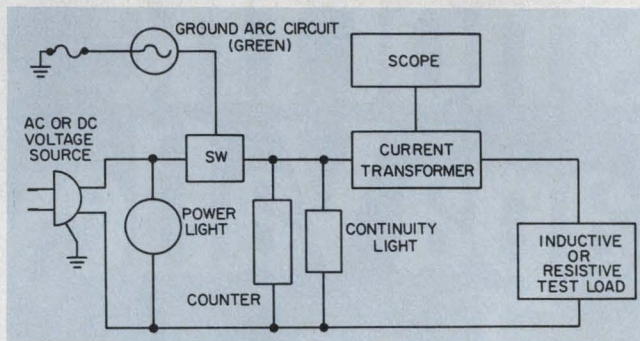 GROUND ARC CIRCUIT
(GREEN)
SCOPE
AC OR DC
VOLTAGE
SOURCE
SW
CURRENT
TRANSFORMER
POWER
LIGHT
CONTINUITY
LIGHT
COUNTER
INDUCTIVE
OR
RESISTIVE
TEST LOAD